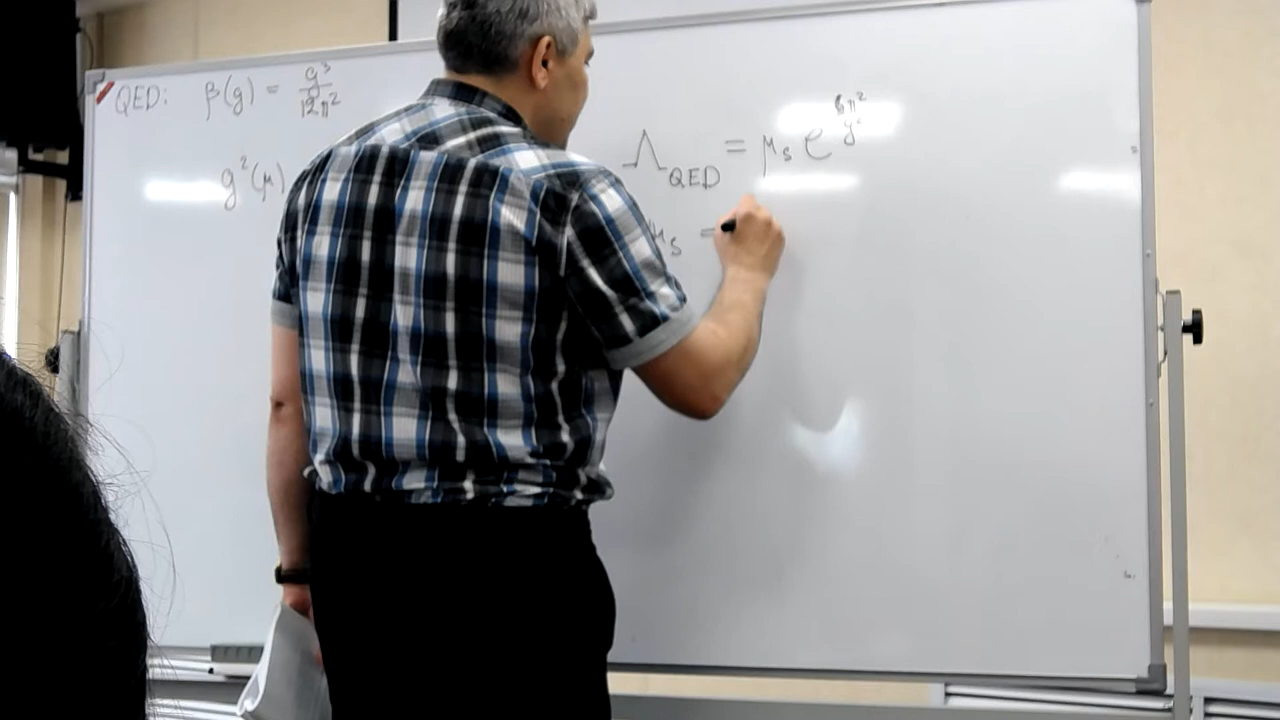 QED: β(g) = g³/12π²
g²(μ)
Λ_QED = μ_s e^(6π²/g²)
μ_s =